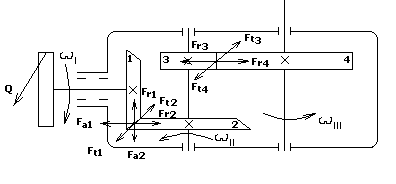 Q
ω I
1
3
4
Fr3
Ft3
Fr4
Ft4
Fr1
Ft2
Fr2
Fa1
2
Ft1
Fa2
ω II
ω III